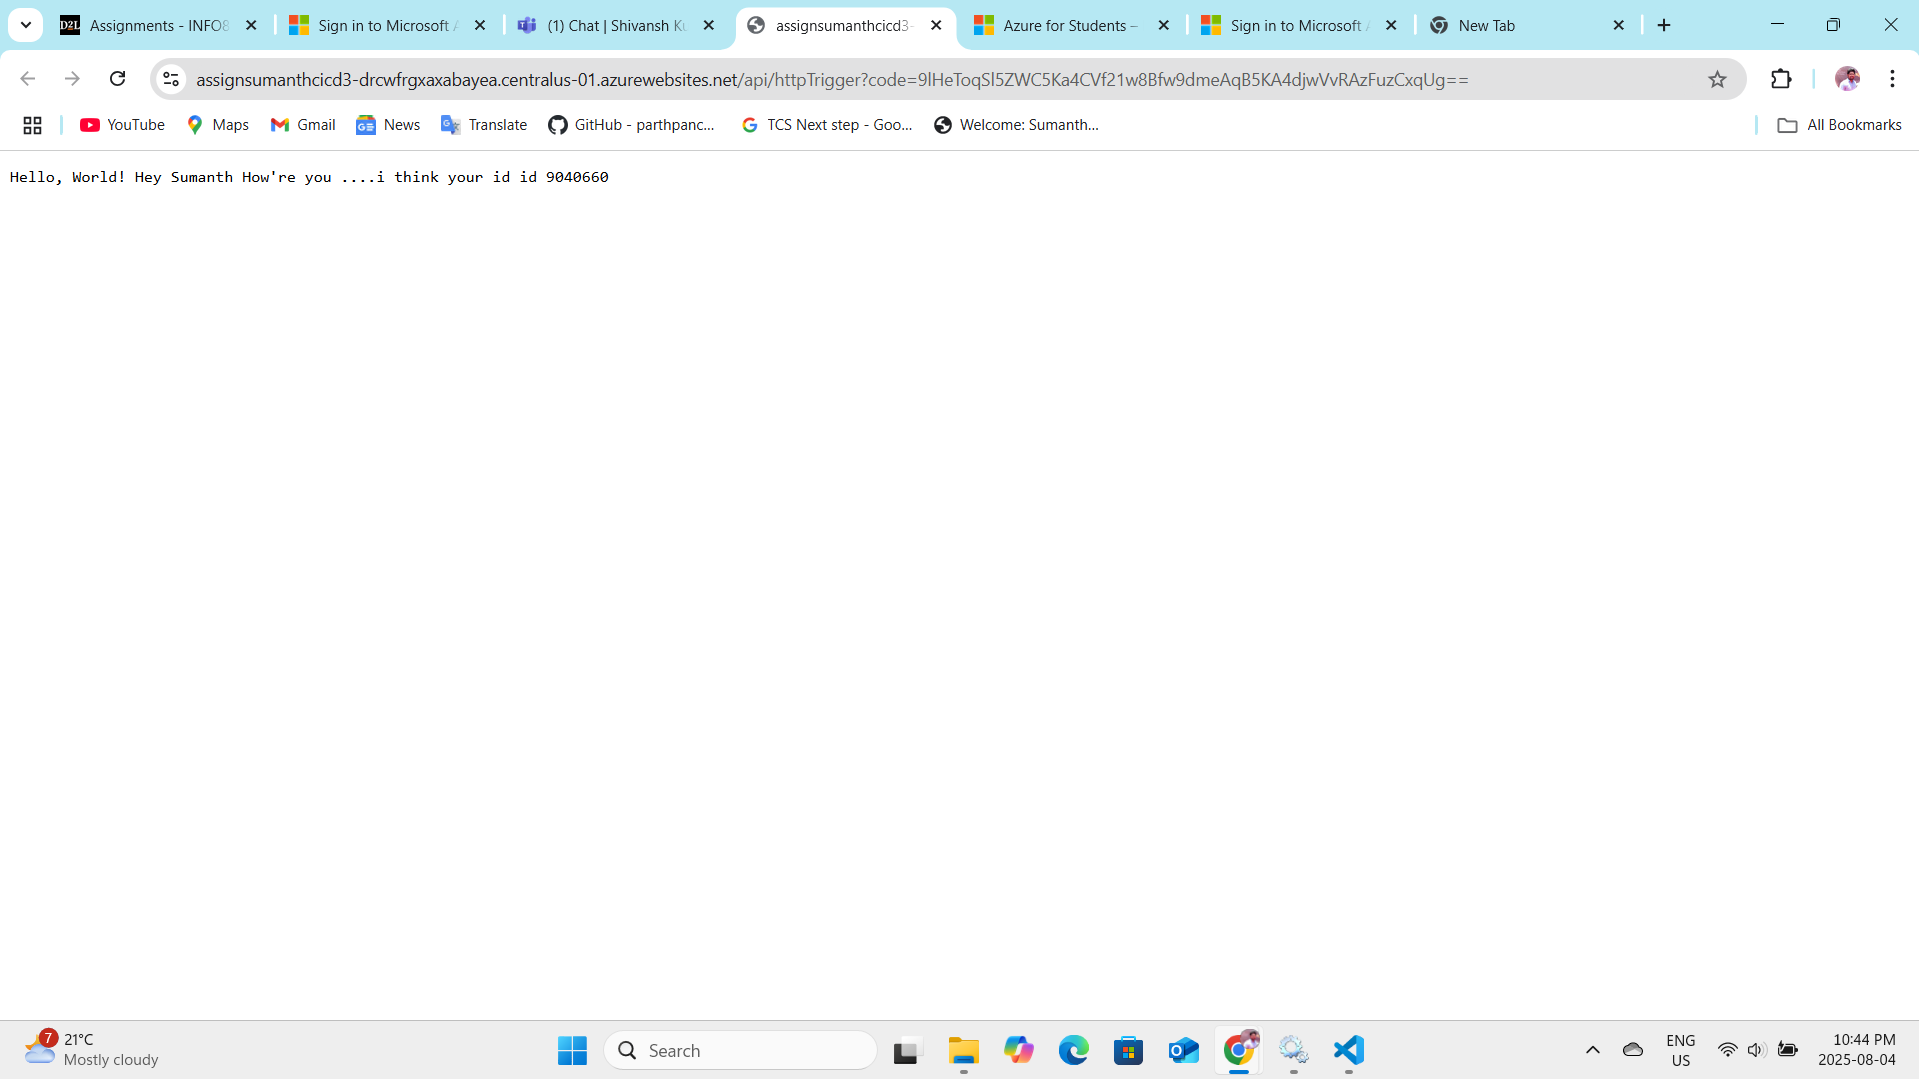 Assignments - INFO8
Sign in to Microsoft A
(1) Chat | Shivansh Ku
assignsumanthcicd3-
Azure for Students –
Sign in to Microsoft A
New Tab
assignsumanthcicd3-drcwfrgxaxabayea.centralus-01.azurewebsites.net/api/httpTrigger?code=9lHeToqSl5ZWC5Ka4CVf21w8Bfw9dmeAqB5KA4djwVvRAzFuzCxqUg==
YouTube
Maps
Gmail
News
Translate
GitHub - parthpanc...
TCS Next step - Goo...
Welcome: Sumanth...
All Bookmarks
Hello, World! Hey Sumanth How're you ....i think your id id 9040660
7
21°C
Mostly cloudy
Search
ENG
US
10:44 PM
2025-08-04